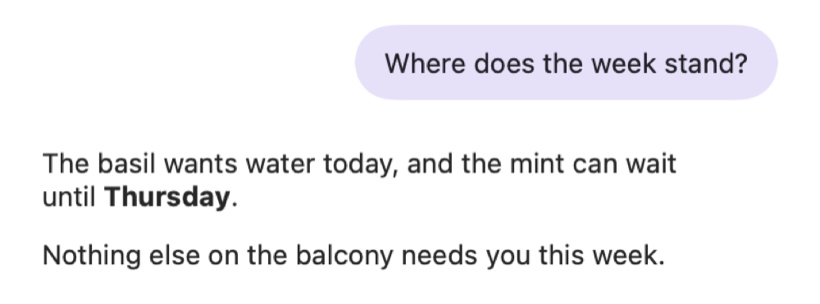 Where does the week stand?
The basil wants water today, and the mint can wait
until Thursday.
Nothing else on the balcony needs you this week.